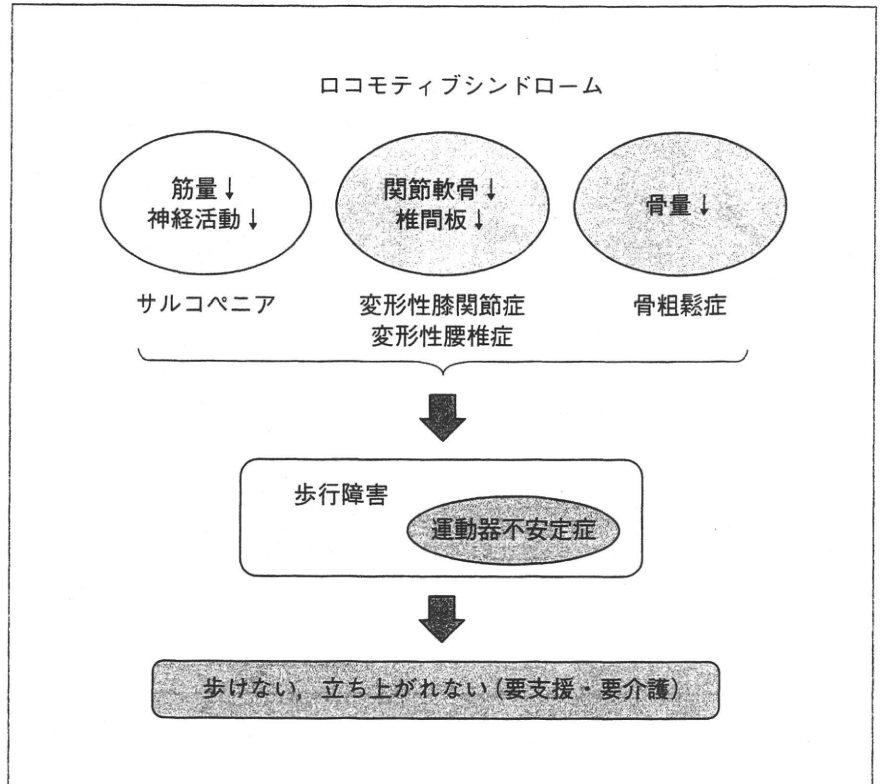 ロコモティブシンドローム
筋量↓
神経活動↓
関節軟骨↓
椎間板↓
骨量↓
サルコペニア
変形性膝関節症
変形性腰椎症
骨粗鬆症
歩行障害
運動器不安定症
歩けない，立ち上がれない（要支援・要介護）